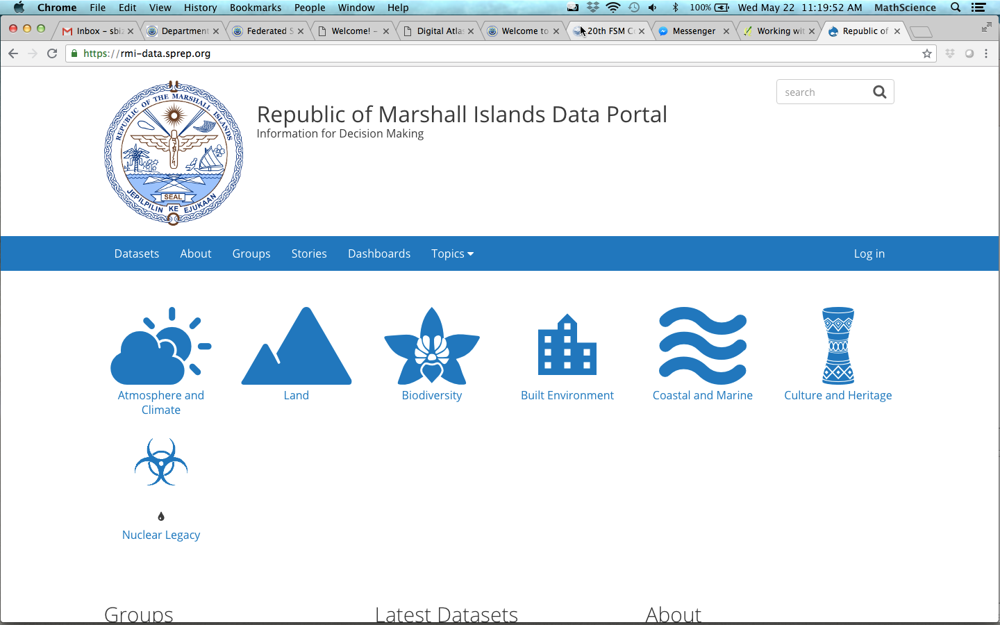 Chrome File Edit View History Bookmarks People Window Help 100% Wed May 22 11:19:52 AM MathScience
Inbox – sbi Department Federated S Welcome! – Digital Atlas Welcome to 20th FSM C Messenger Working wit Republic of
https://rmi-data.sprep.org
search
REPUBLIC OF THE MARSHALL ISLANDS
SEAL
JEPILPILIN KE EJUKAAN
Republic of Marshall Islands Data Portal
Information for Decision Making
Datasets About Groups Stories Dashboards Topics Log in
Atmosphere and Land Biodiversity Built Environment Coastal and Marine Culture and Heritage
Climate
Nuclear Legacy
Groups Latest Datasets About